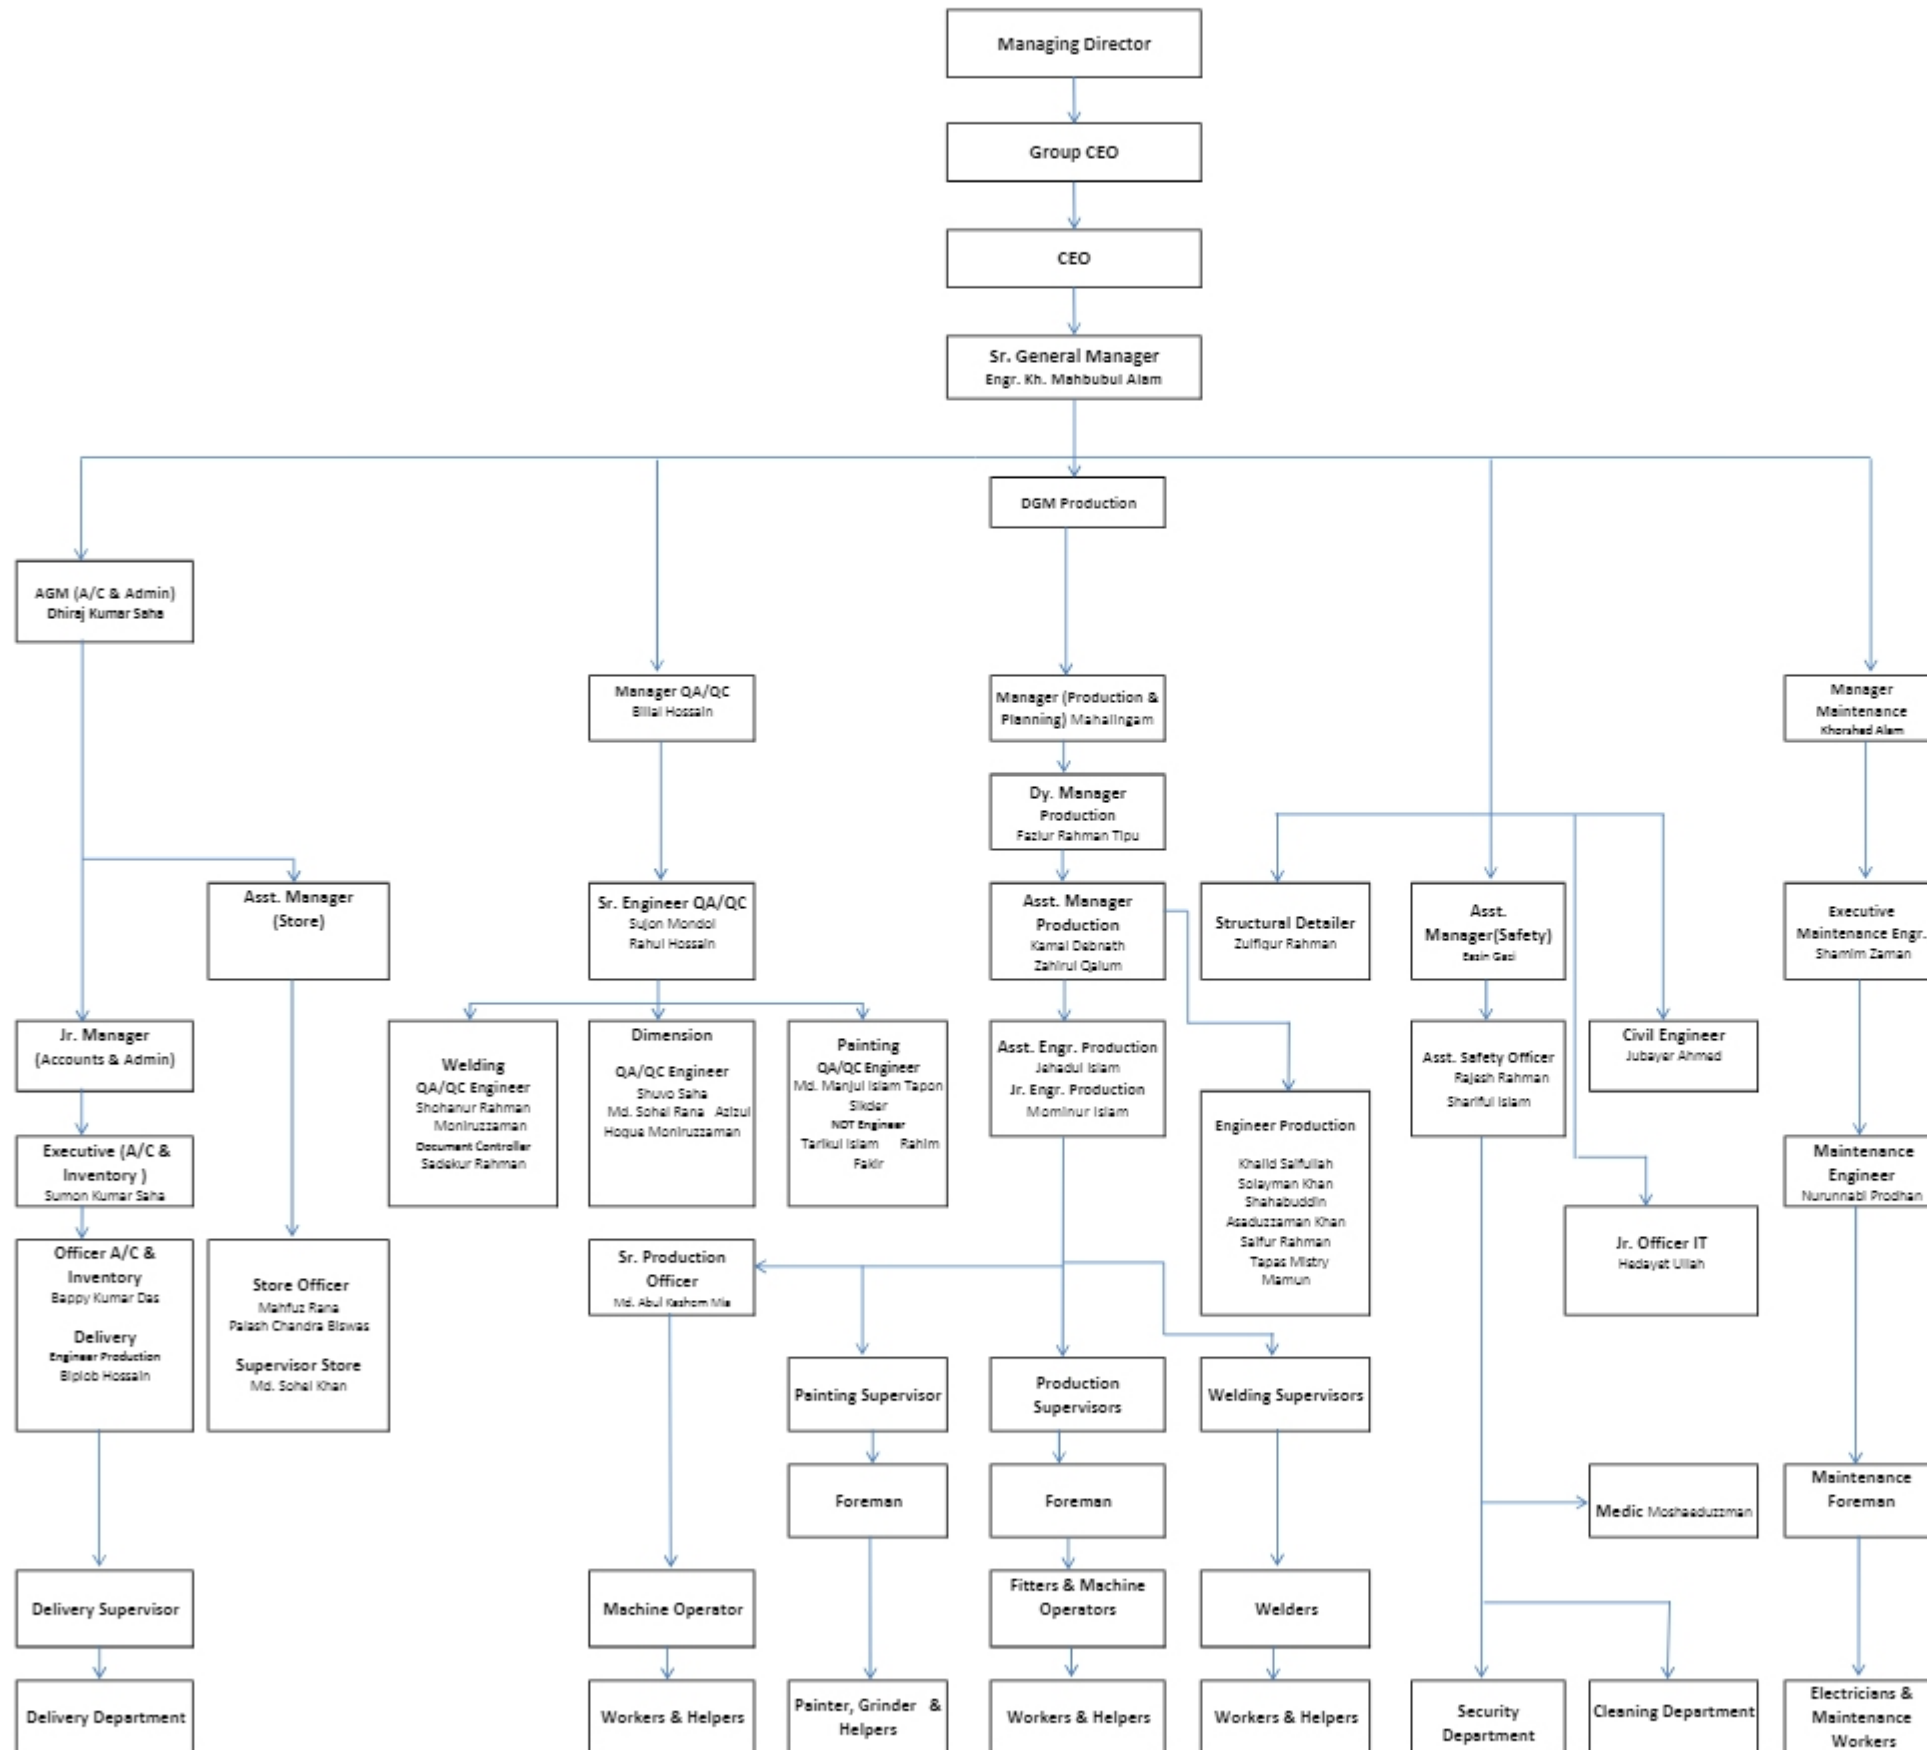 Managing Director
Group CEO
CEO
Sr. General Manager
Engr. Kh. Mahbubul Alam
DGM Production
AGM (A/C & Admin)
Dhiraj Kumar Saha
Manager QA/QC
Billal Hossain
Manager (Production &
Planning) Mahalingam
Manager
Maintenance
Khorshed Alam
Dy. Manager
Production
Fazlur Rahman Tipu
Asst. Manager
(Store)
Sr. Engineer QA/QC
Sujon Mondol
Rahul Hossain
Asst. Manager
Production
Kamal Debnath
Zahirul Qaium
Structural Detailer
Zulfiqur Rahman
Asst.
Manager(Safety)
Easin Gazi
Executive
Maintenance Engr.
Shamim Zaman
Jr. Manager
(Accounts & Admin)
Welding
QA/QC Engineer
Shohanur Rahman
Moniruzzaman
Document Controller
Sadekur Rahman
Dimension
QA/QC Engineer
Shuvo Saha
Md. Sohel Rana Azizul
Hoque Moniruzzaman
Painting
QA/QC Engineer
Md. Manjul Islam Tapon
Sikder
NDT Engineer
Tarikul Islam Rahim
Fakir
Asst. Engr. Production
Jahadul Islam
Jr. Engr. Production
Mominur Islam
Engineer Production
Khalid Saifullah
Solayman Khan
Shahabuddin
Asaduzzaman Khan
Saifur Rahman
Tapas Mistry
Mamun
Asst. Safety Officer
Rajesh Rahman
Shariful Islam
Civil Engineer
Jubayer Ahmed
Executive (A/C &
Inventory )
Sumon Kumar Saha
Maintenance
Engineer
Nurunnabi Prodhan
Officer A/C &
Inventory
Bappy Kumar Das
Delivery
Engineer Production
Biplob Hossain
Store Officer
Mahfuz Rana
Palash Chandra Biswas
Supervisor Store
Md. Sohel Khan
Sr. Production
Officer
Md. Abul Kashem Mia
Jr. Officer IT
Hedayet Ullah
Painting Supervisor
Production
Supervisors
Welding Supervisors
Foreman
Foreman
Medic Moshaeduzzman
Maintenance
Foreman
Delivery Supervisor
Machine Operator
Fitters & Machine
Operators
Welders
Delivery Department
Workers & Helpers
Painter, Grinder &
Helpers
Workers & Helpers
Workers & Helpers
Security
Department
Cleaning Department
Electricians &
Maintenance
Workers